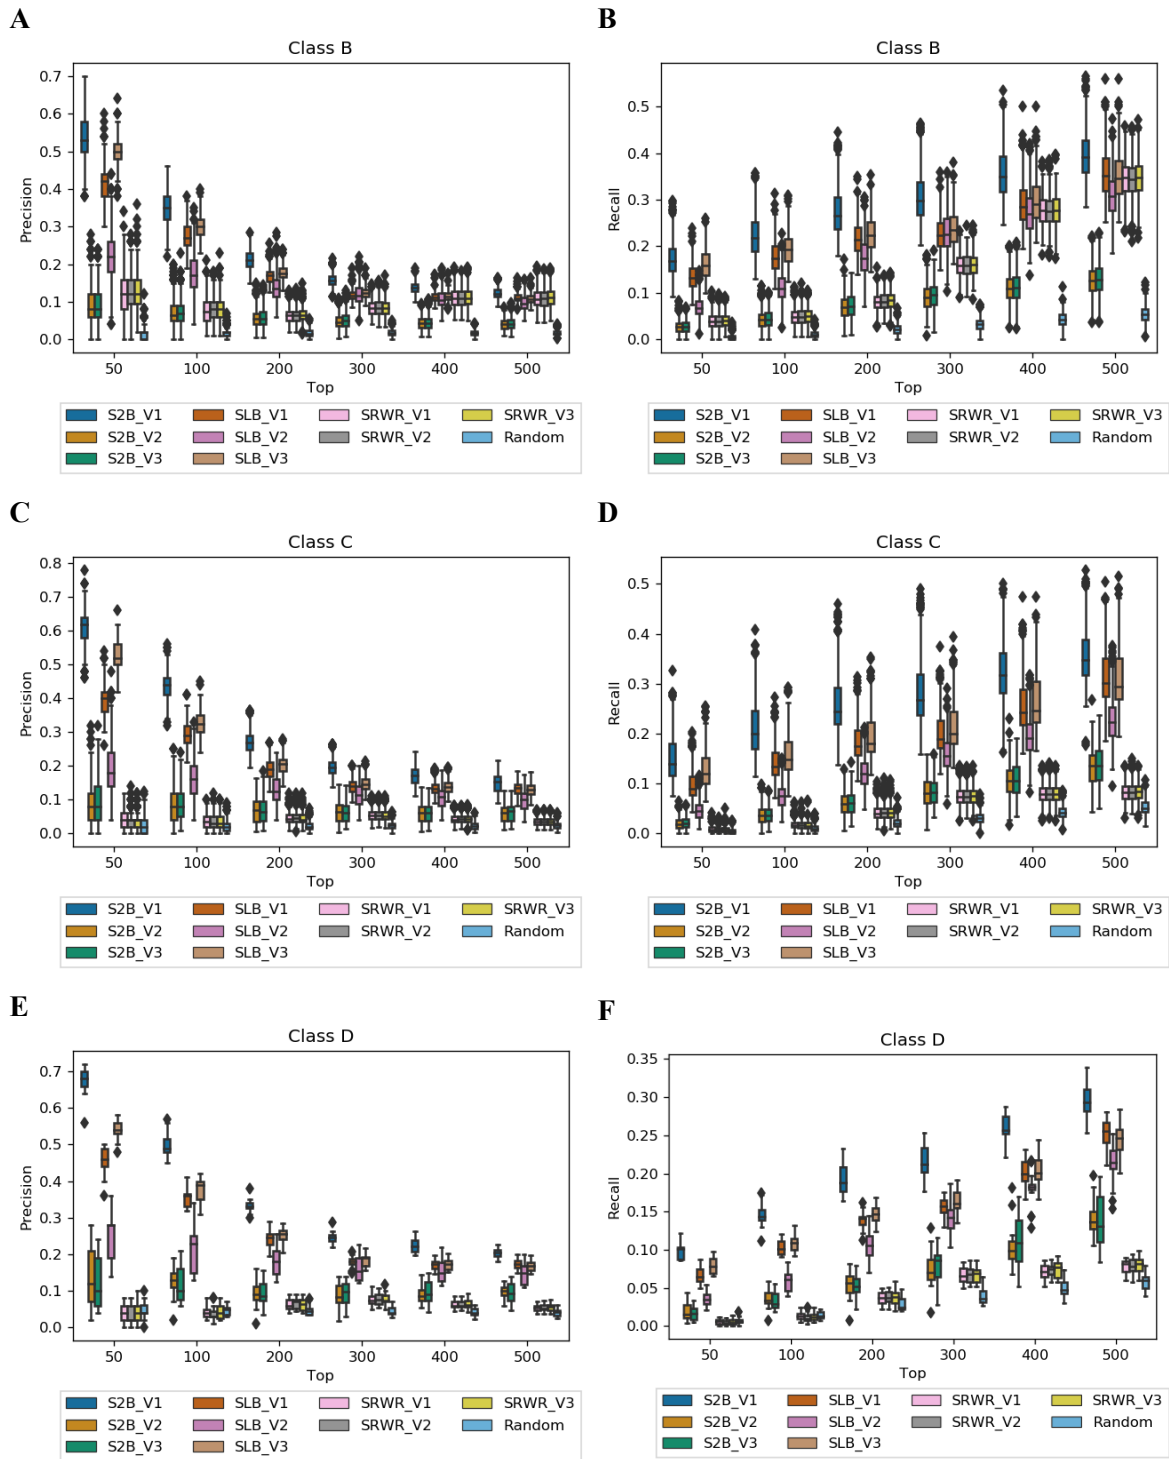 A
Class B
Precision
0.7
0.6
0.5
0.4
0.3
0.2
0.1
0.0
50 100 200 300 400 500
Top
S2B_V1 SLB_V1 SRWR_V1 SRWR_V3
S2B_V2 SLB_V2 SRWR_V2 Random
S2B_V3 SLB_V3
B
Class B
Recall
0.5
0.4
0.3
0.2
0.1
0.0
50 100 200 300 400 500
Top
S2B_V1 SLB_V1 SRWR_V1 SRWR_V3
S2B_V2 SLB_V2 SRWR_V2 Random
S2B_V3 SLB_V3
C
Class C
Precision
0.8
0.7
0.6
0.5
0.4
0.3
0.2
0.1
0.0
50 100 200 300 400 500
Top
S2B_V1 SLB_V1 SRWR_V1 SRWR_V3
S2B_V2 SLB_V2 SRWR_V2 Random
S2B_V3 SLB_V3
D
Class C
Recall
0.5
0.4
0.3
0.2
0.1
0.0
50 100 200 300 400 500
Top
S2B_V1 SLB_V1 SRWR_V1 SRWR_V3
S2B_V2 SLB_V2 SRWR_V2 Random
S2B_V3 SLB_V3
E
Class D
Precision
0.7
0.6
0.5
0.4
0.3
0.2
0.1
0.0
50 100 200 300 400 500
Top
S2B_V1 SLB_V1 SRWR_V1 SRWR_V3
S2B_V2 SLB_V2 SRWR_V2 Random
S2B_V3 SLB_V3
F
Class D
Recall
0.35
0.30
0.25
0.20
0.15
0.10
0.05
0.00
50 100 200 300 400 500
Top
S2B_V1 SLB_V1 SRWR_V1 SRWR_V3
S2B_V2 SLB_V2 SRWR_V2 Random
S2B_V3 SLB_V3